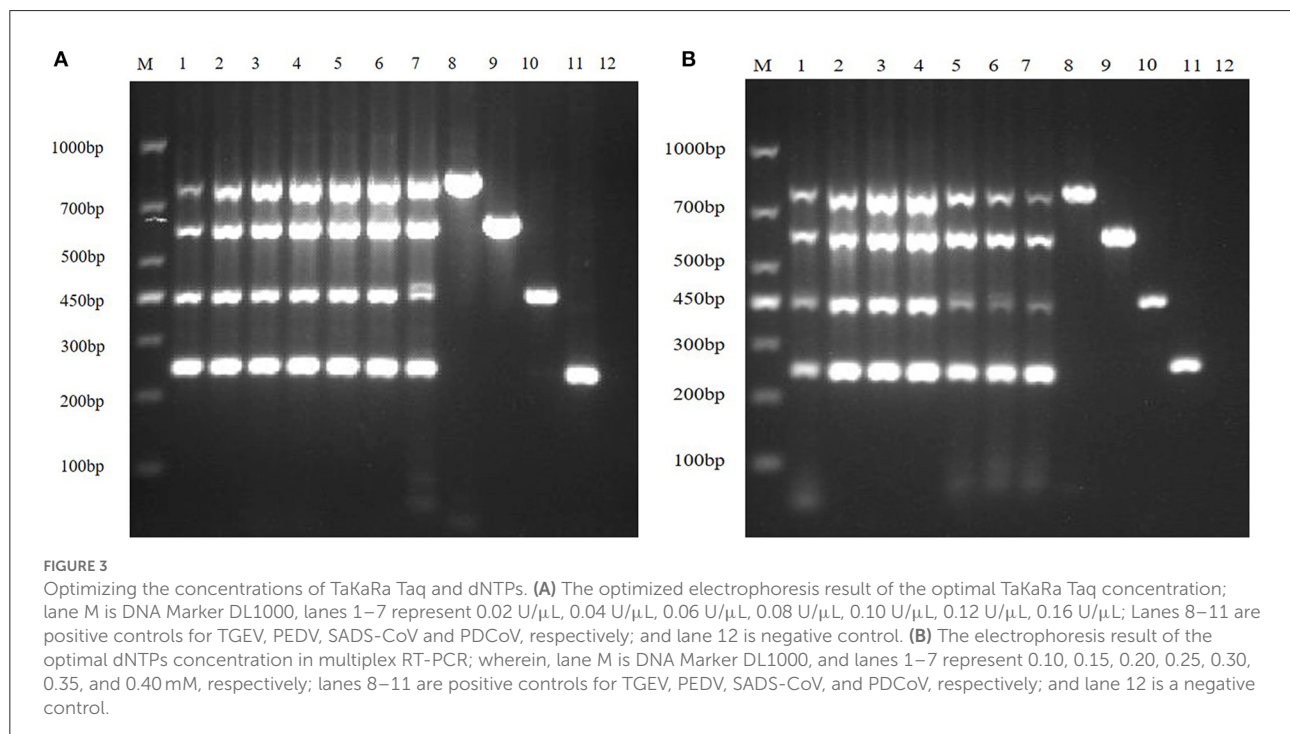 A
M 1 2 3 4 5 6 7 8 9 10 11 12
1000bp
700bp
500bp
450bp
300bp
200bp
100bp
B
M 1 2 3 4 5 6 7 8 9 10 11 12
1000bp
700bp
500bp
450bp
300bp
200bp
100bp
FIGURE 3
Optimizing the concentrations of TaKaRa Taq and dNTPs. (A) The optimized electrophoresis result of the optimal TaKaRa Taq concentration;
lane M is DNA Marker DL1000, lanes 1–7 represent 0.02 U/μL, 0.04 U/μL, 0.06 U/μL, 0.08 U/μL, 0.10 U/μL, 0.12 U/μL, 0.16 U/μL; Lanes 8–11 are
positive controls for TGEV, PEDV, SADS-CoV and PDCoV, respectively; and lane 12 is negative control. (B) The electrophoresis result of the
optimal dNTPs concentration in multiplex RT-PCR; wherein, lane M is DNA Marker DL1000, and lanes 1–7 represent 0.10, 0.15, 0.20, 0.25, 0.30,
0.35, and 0.40 mM, respectively; lanes 8–11 are positive controls for TGEV, PEDV, SADS-CoV, and PDCoV, respectively; and lane 12 is a negative
control.